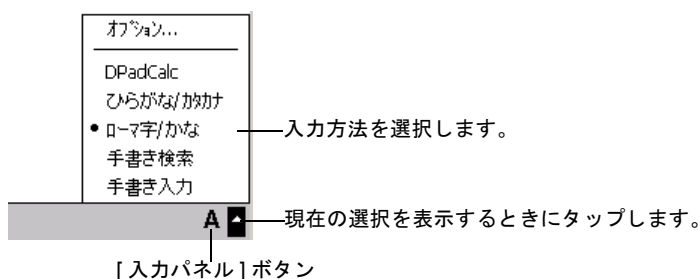 ｵﾌﾟｼｮﾝ...
DPadCalc
ひらがな/ｶﾀｶﾅ
ﾛｰﾏ字/かな
入力方法を選択します。
手書き検索
手書き入力
A
現在の選択を表示するときにタップします。
[ 入力パネル ] ボタン